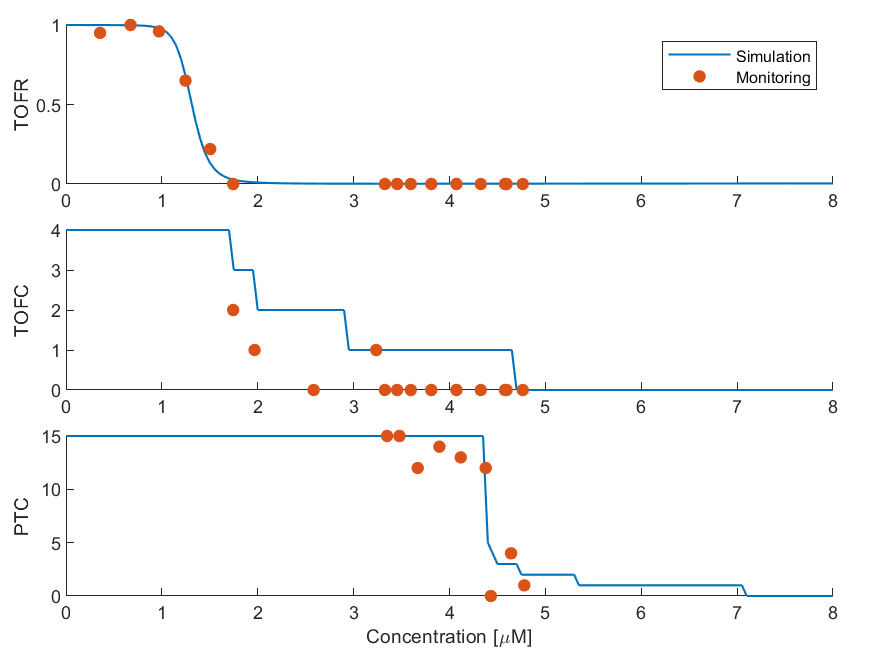 TOFR
1
0.5
0
0 1 2 3 4 5 6 7 8
Simulation
Monitoring
TOFC
4
3
2
1
0
0 1 2 3 4 5 6 7 8
PTC
15
10
5
0
0 1 2 3 4 5 6 7 8
Concentration [μM]